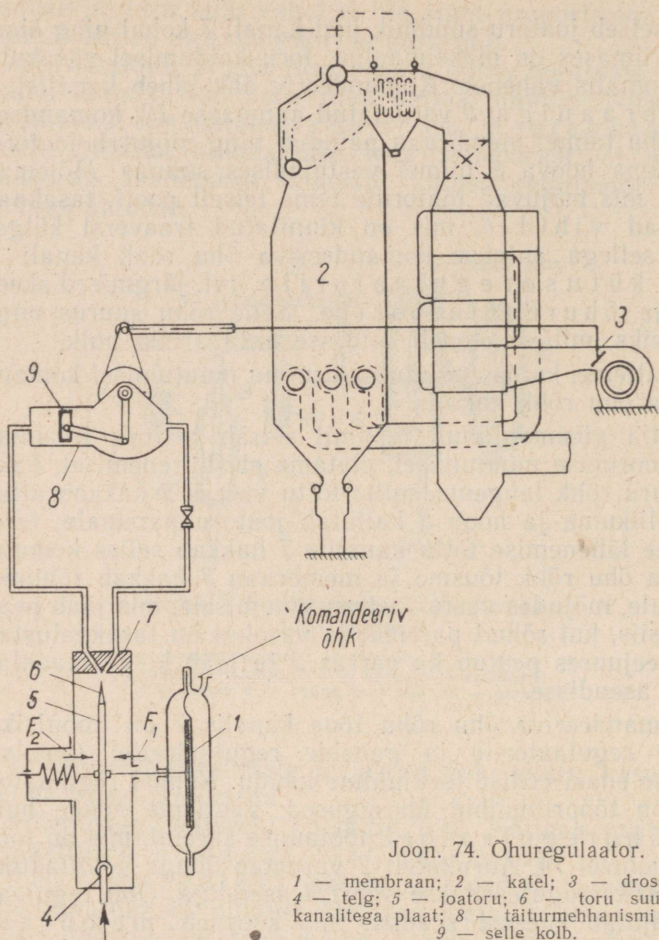 2
3
9
8
Komandeeriv
õhk
7
6
5
F₂
F₁
1
4
Joon. 74. Õhuregulaator.
1 — membraan; 2 — katel; 3 — dros
4 — telg; 5 — joatoru; 6 — toru suu
kanalitega plaat; 8 — täiturmehhanismi
9 — selle kolb.